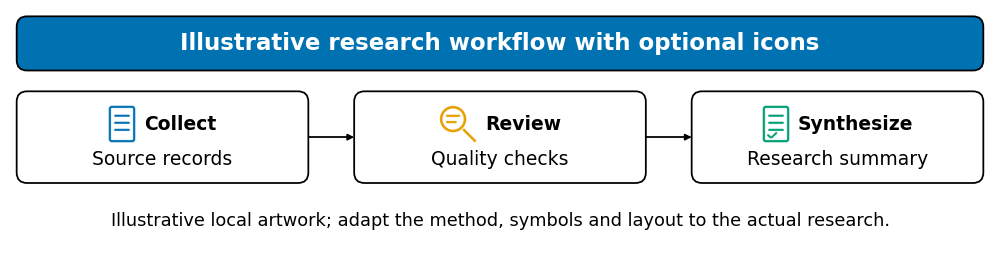 Illustrative research workflow with optional icons
Collect
Source records
Review
Quality checks
Synthesize
Research summary
Illustrative local artwork; adapt the method, symbols and layout to the actual research.